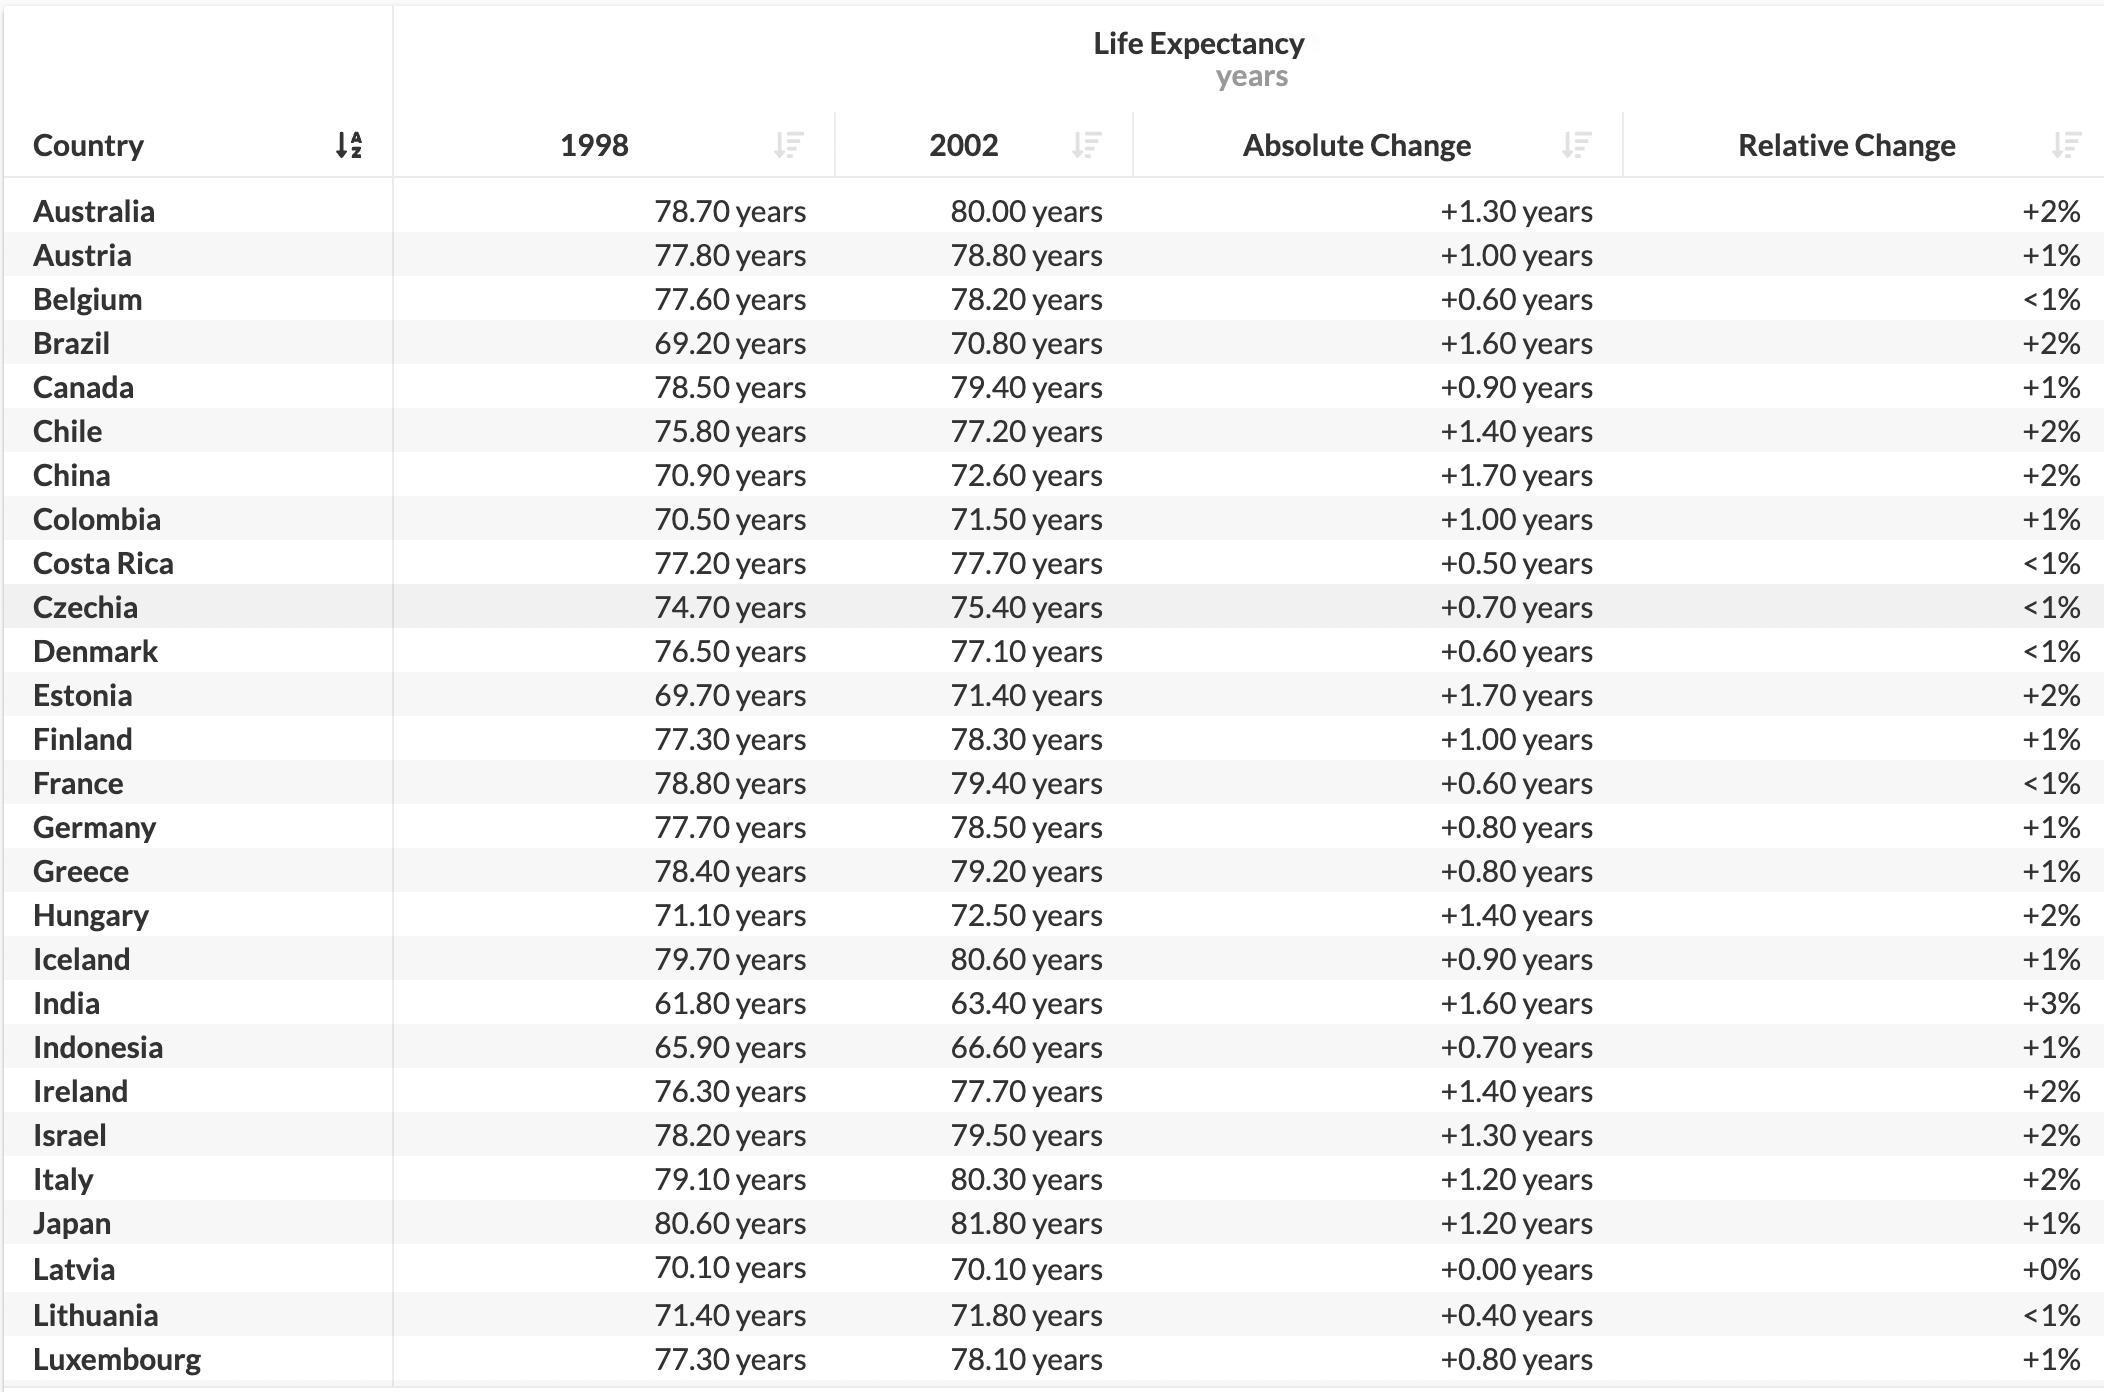 Life Expectancy
years
Country 1998 2002 Absolute Change Relative Change
Australia 78.70 years 80.00 years +1.30 years +2%
Austria 77.80 years 78.80 years +1.00 years +1%
Belgium 77.60 years 78.20 years +0.60 years <1%
Brazil 69.20 years 70.80 years +1.60 years +2%
Canada 78.50 years 79.40 years +0.90 years +1%
Chile 75.80 years 77.20 years +1.40 years +2%
China 70.90 years 72.60 years +1.70 years +2%
Colombia 70.50 years 71.50 years +1.00 years +1%
Costa Rica 77.20 years 77.70 years +0.50 years <1%
Czechia 74.70 years 75.40 years +0.70 years <1%
Denmark 76.50 years 77.10 years +0.60 years <1%
Estonia 69.70 years 71.40 years +1.70 years +2%
Finland 77.30 years 78.30 years +1.00 years +1%
France 78.80 years 79.40 years +0.60 years <1%
Germany 77.70 years 78.50 years +0.80 years +1%
Greece 78.40 years 79.20 years +0.80 years +1%
Hungary 71.10 years 72.50 years +1.40 years +2%
Iceland 79.70 years 80.60 years +0.90 years +1%
India 61.80 years 63.40 years +1.60 years +3%
Indonesia 65.90 years 66.60 years +0.70 years +1%
Ireland 76.30 years 77.70 years +1.40 years +2%
Israel 78.20 years 79.50 years +1.30 years +2%
Italy 79.10 years 80.30 years +1.20 years +2%
Japan 80.60 years 81.80 years +1.20 years +1%
Latvia 70.10 years 70.10 years +0.00 years +0%
Lithuania 71.40 years 71.80 years +0.40 years <1%
Luxembourg 77.30 years 78.10 years +0.80 years +1%